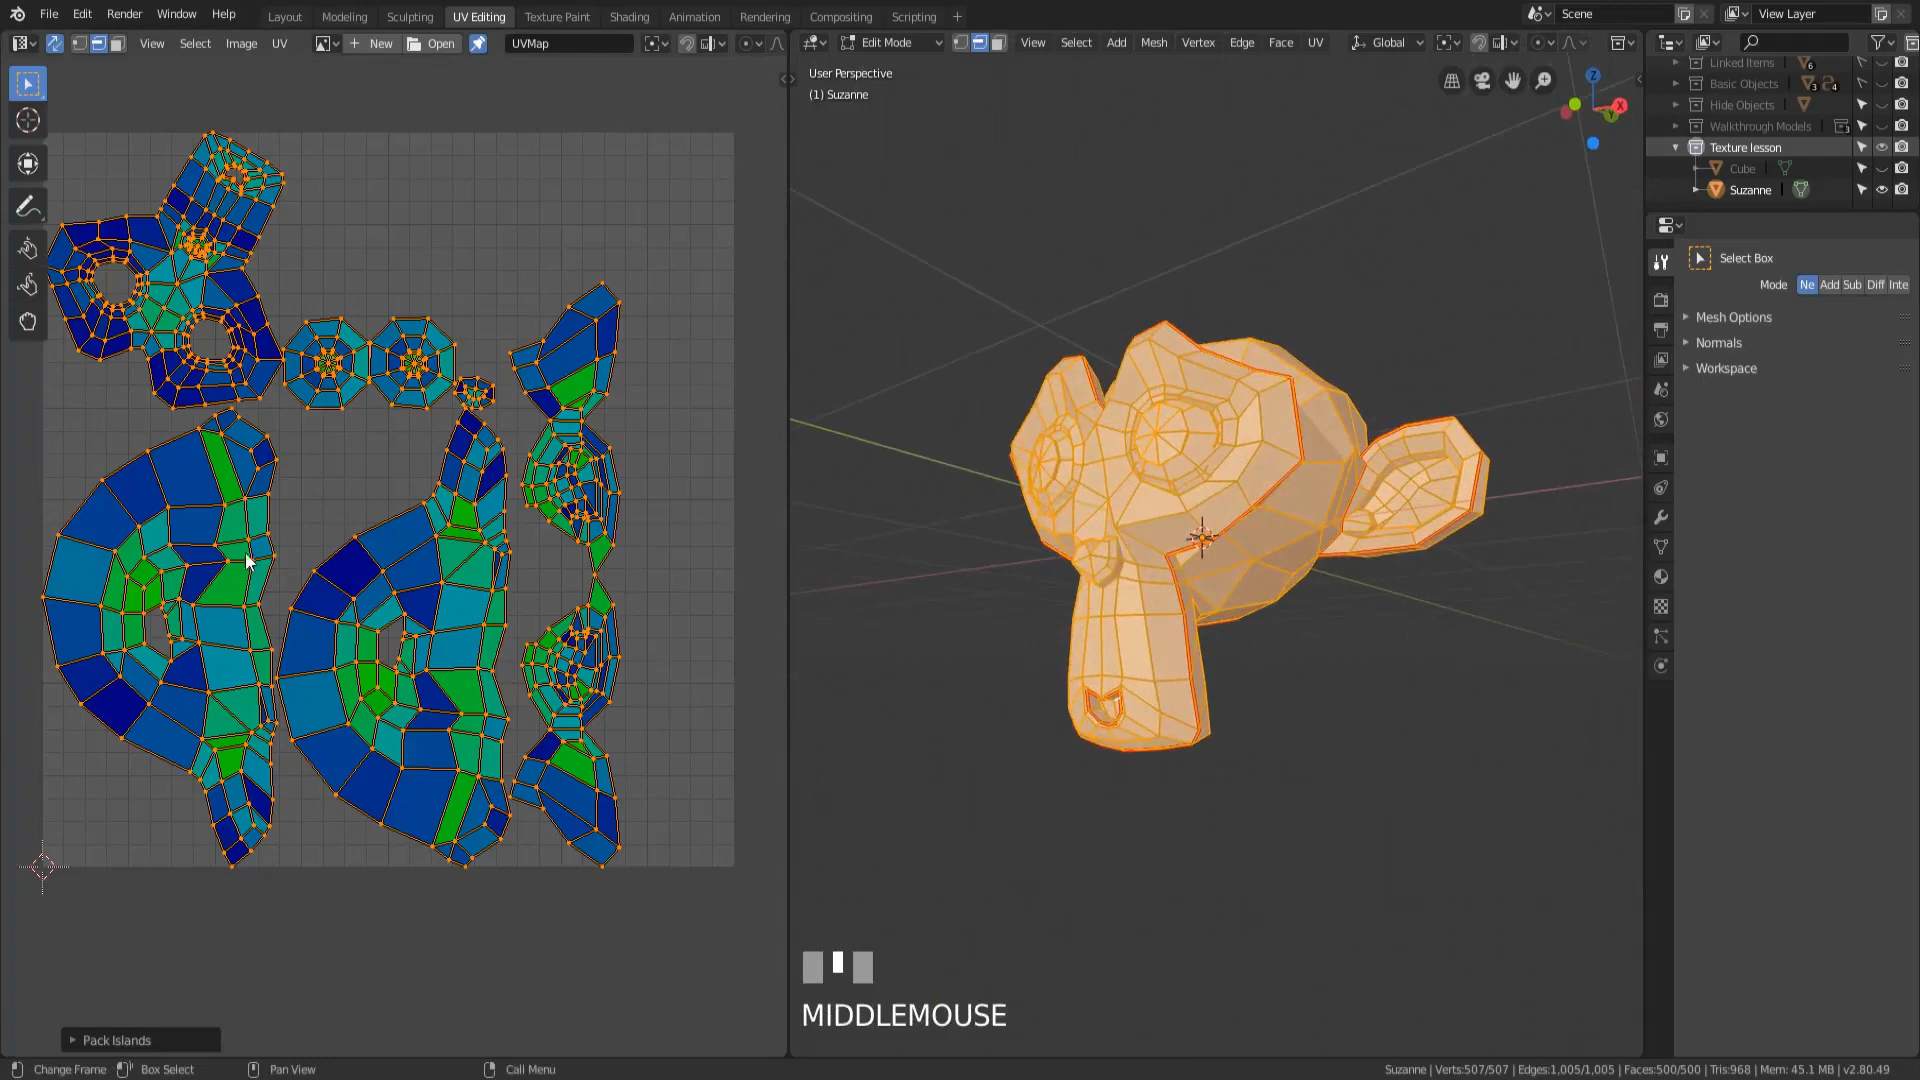 File Edit Render Window Help Layout Modeling Sculpting UV Editing Texture Paint Shading Animation Rendering Compositing Scripting + Scene View Layer
View Select Image UV New Open UVMap Edit Mode View Select Add Mesh Vertex Edge Face UV Global
User Perspective
(1) Suzanne
Linked Items 6
Basic Objects 3 4
Hide Objects
Walkthrough Models 3
Texture lesson
Cube
Suzanne
Select Box
Mode Ne Add Sub Diff Inte
Mesh Options
Normals
Workspace
Z
X
Y
MIDDLEMOUSE
Pack Islands
Change Frame Box Select Pan View Call Menu Suzanne | Verts:507/507 | Edges:1,005/1,005 | Faces:500/500 | Tris:968 | Mem: 45.1 MB | v2.80.49